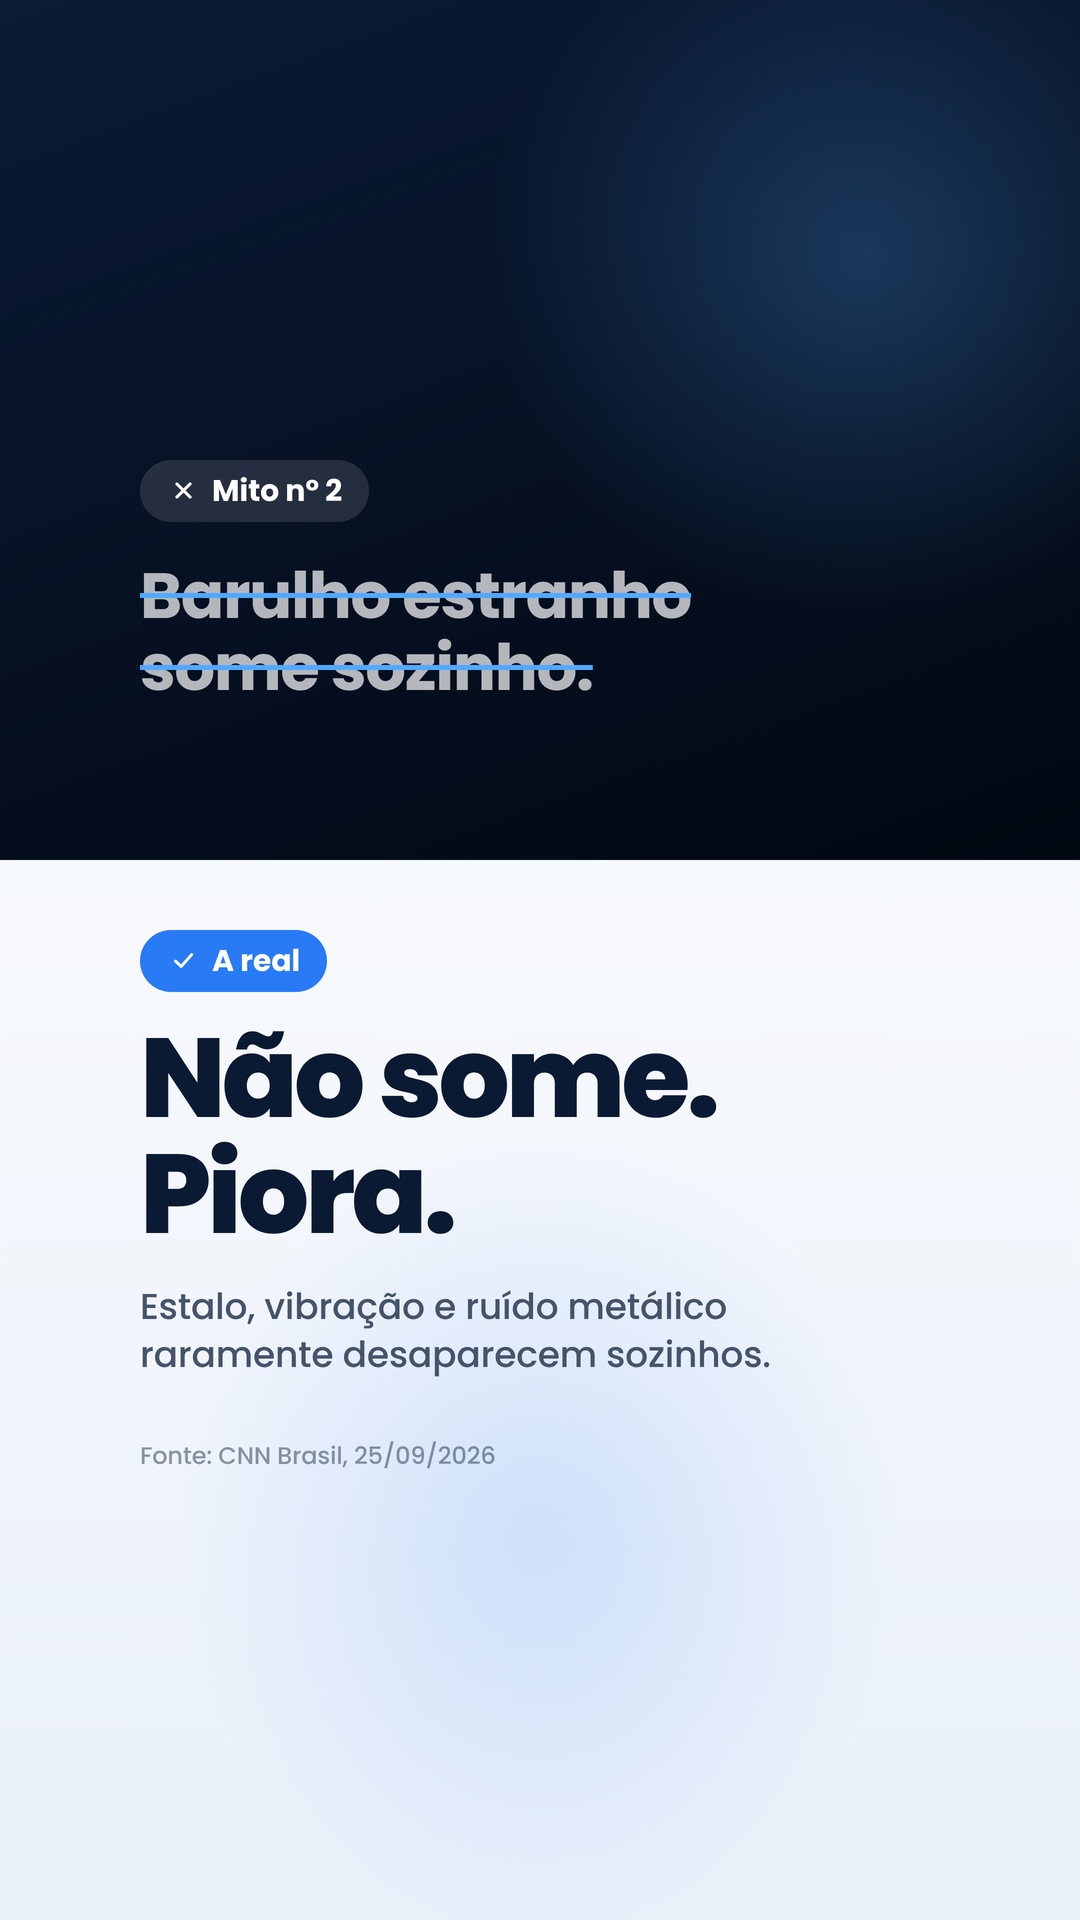 Mito nº 2
Barulho estranho
some sozinho.
A real
Não some.
Piora.
Estalo, vibração e ruído metálico
raramente desaparecem sozinhos.
Fonte: CNN Brasil, 25/09/2026